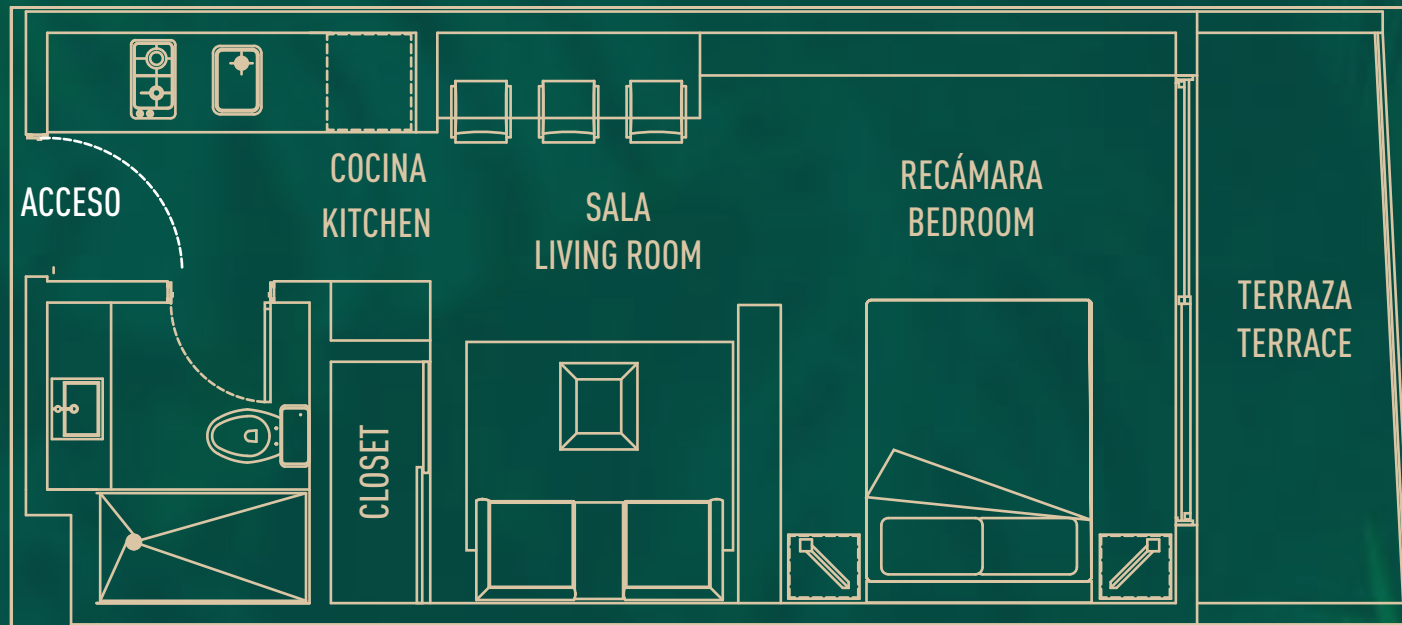 ACCESO
COCINA
KITCHEN
SALA
LIVING ROOM
RECÁMARA
BEDROOM
TERRAZA
TERRACE
CLOSET